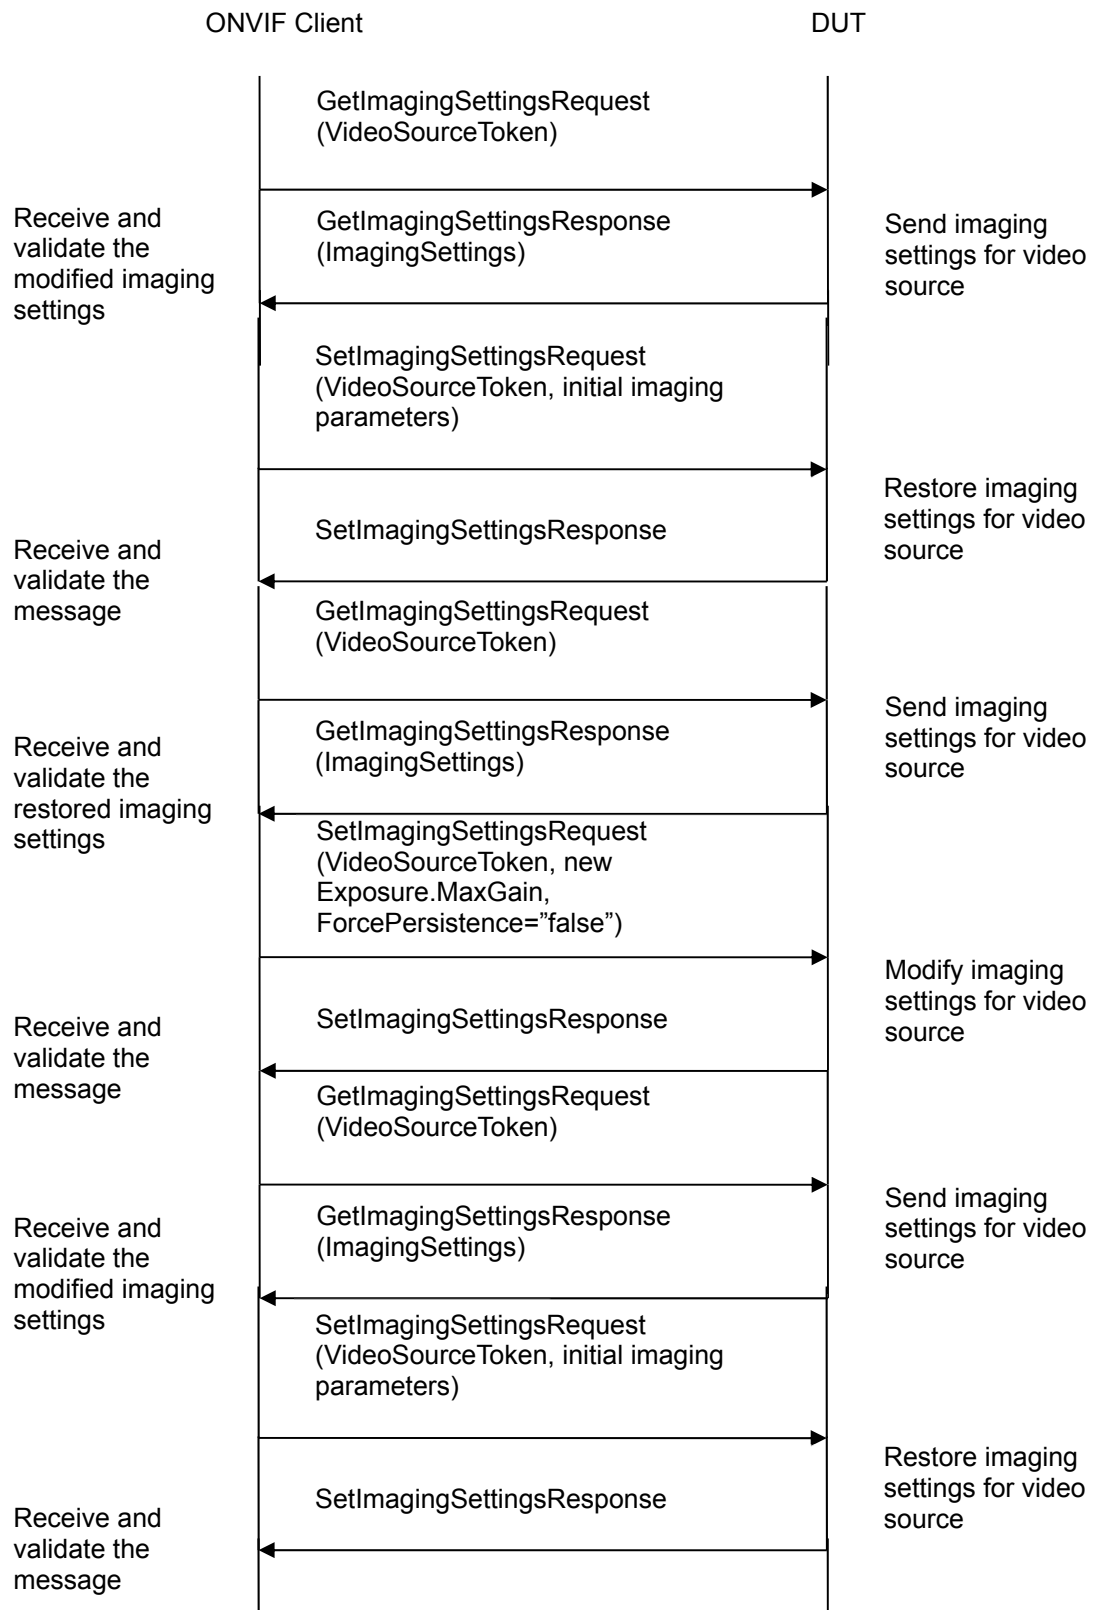 ONVIF Client
DUT
GetImagingSettingsRequest
(VideoSourceToken)
Receive and
validate the
modified imaging
settings
GetImagingSettingsResponse
(ImagingSettings)
Send imaging
settings for video
source
SetImagingSettingsRequest
(VideoSourceToken, initial imaging
parameters)
Restore imaging
settings for video
source
SetImagingSettingsResponse
Receive and
validate the
message
GetImagingSettingsRequest
(VideoSourceToken)
Send imaging
settings for video
source
GetImagingSettingsResponse
(ImagingSettings)
Receive and
validate the
restored imaging
settings
SetImagingSettingsRequest
(VideoSourceToken, new
Exposure.MaxGain,
ForcePersistence=”false”)
Modify imaging
settings for video
source
SetImagingSettingsResponse
Receive and
validate the
message
GetImagingSettingsRequest
(VideoSourceToken)
Send imaging
settings for video
source
GetImagingSettingsResponse
(ImagingSettings)
Receive and
validate the
modified imaging
settings
SetImagingSettingsRequest
(VideoSourceToken, initial imaging
parameters)
Restore imaging
settings for video
source
SetImagingSettingsResponse
Receive and
validate the
message